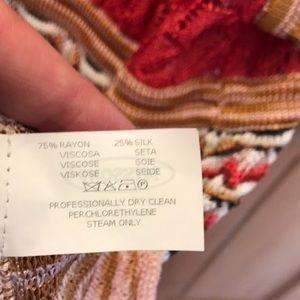 75% RAYON 25% SILK
VISCOSA SETA
VISCOSE SOIE
VISKOSE SEIDE
PROFESSIONALLY DRY CLEAN
PERCHLORETHYLENE
STEAM ONLY